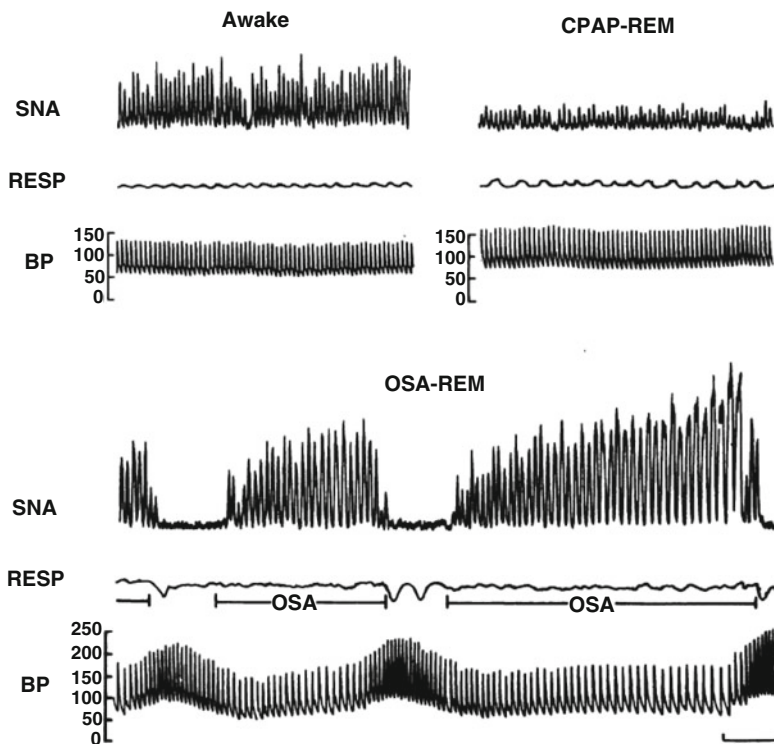 Awake
CPAP-REM
SNA
RESP
BP
150
100
50
0
150
100
50
0
OSA-REM
SNA
RESP
OSA
OSA
BP
250
200
150
100
50
0